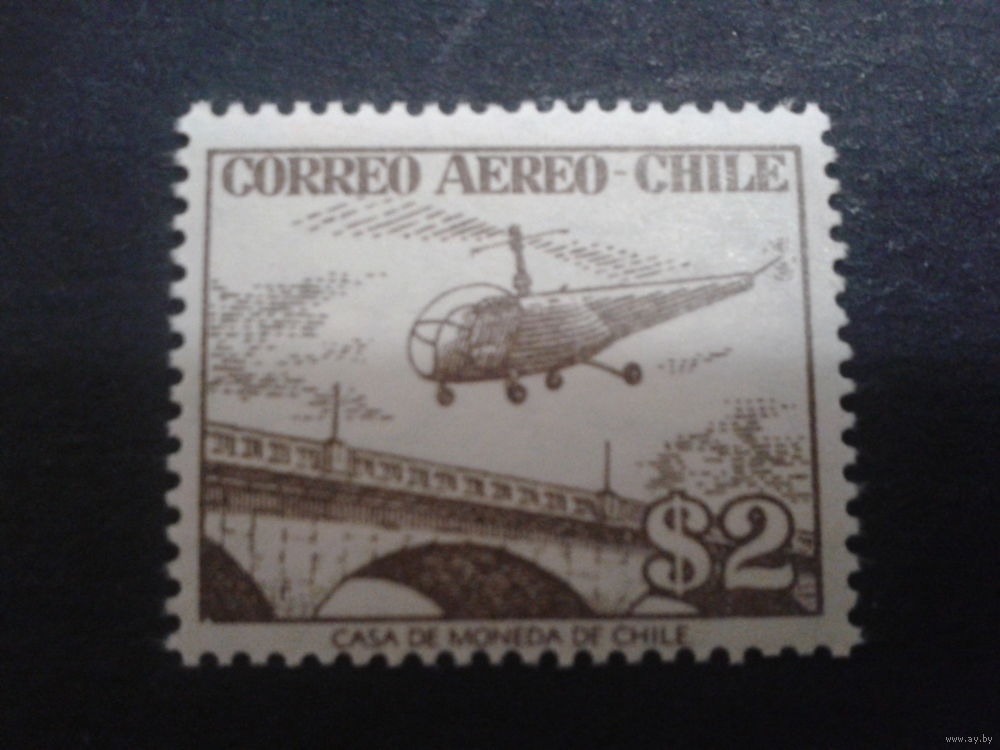 CORREO AEREO - CHILE
$2
CASA DE MONEDA DE CHILE
www.ay.by